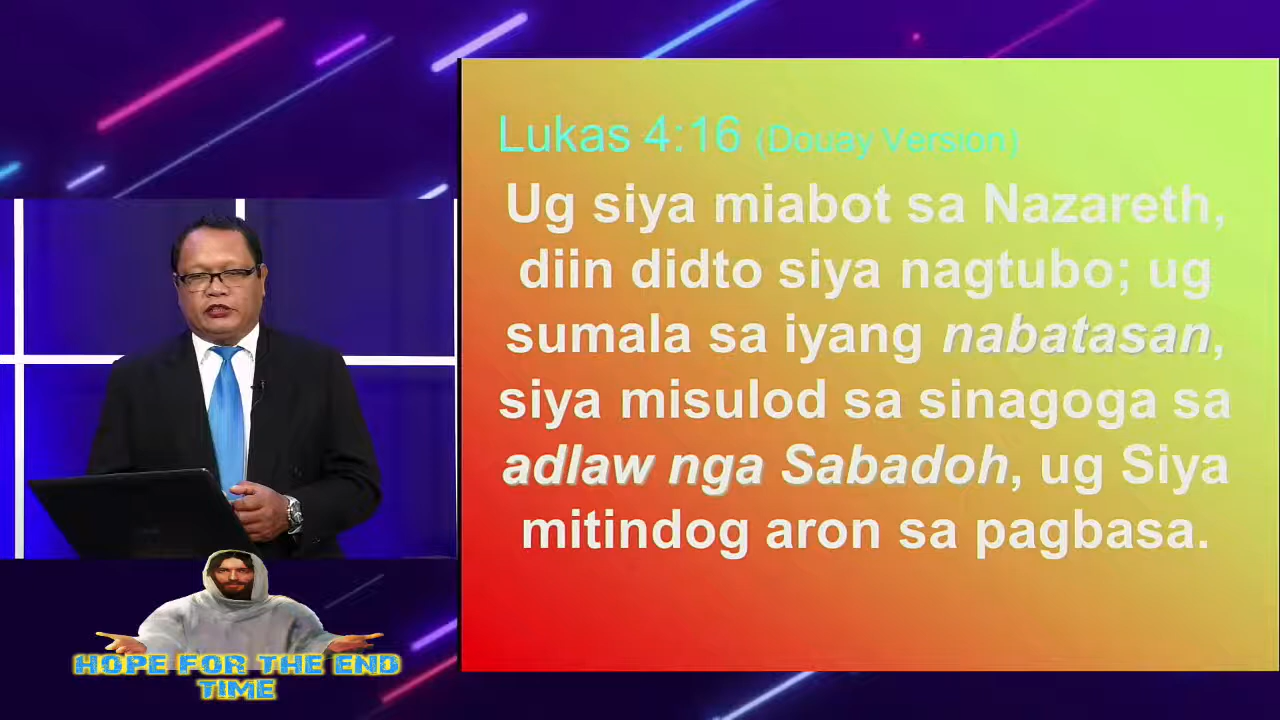 Lukas 4:16 (Douay Version)
Ug siya miabot sa Nazareth,
diin didto siya nagtubo; ug
sumala sa iyang nabatasan,
siya misulod sa sinagoga sa
adlaw nga Sabadoh, ug Siya
mitindog aron sa pagbasa.
HOPE FOR THE END
TIME